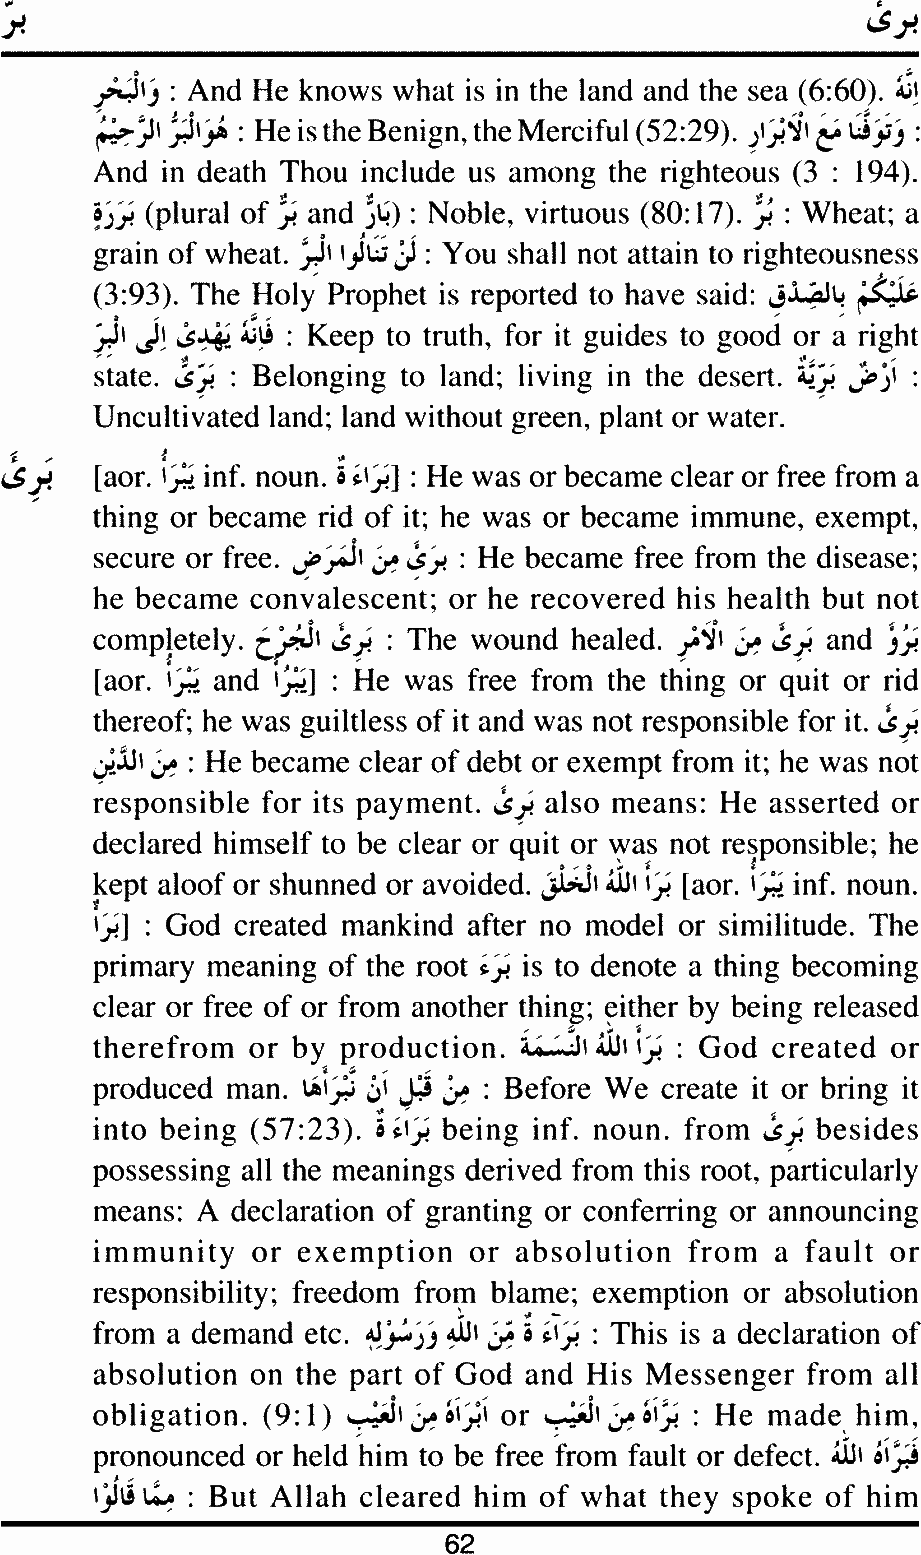 برّ برئ
وَالْبَحْرِ : And He knows what is in the land and the sea (6:60). اِنَّهٗ
هُوَالْبَرُّ الرَّحِيْمُ : He is the Benign, the Merciful (52:29). وَتَوَفَّنَا مَعَ الْاَبْرَارِ :
And in death Thou include us among the righteous (3 : 194).
بَرَرَةٍ (plural of بَرٌّ and بَارٌّ) : Noble, virtuous (80:17). بُرٌّ : Wheat; a
grain of wheat. لَنْ تَنَالُوا الْبِرَّ : You shall not attain to righteousness
(3:93). The Holy Prophet is reported to have said: عَلَيْكُمْ بِالصِّدْقِ
فَاِنَّهٗ يَهْدِىْ اِلَى الْبِرِّ : Keep to truth, for it guides to good or a right
state. بَرِّىٌّ : Belonging to land; living in the desert. اَرْضٌ بَرِّيَّةٌ :
Uncultivated land; land without green, plant or water.
بَرِئَ [aor. يَبْرَأُ inf. noun. بَرَاءَةٌ] : He was or became clear or free from a
thing or became rid of it; he was or became immune, exempt,
secure or free. بَرِئَ مِنَ الْمَرَضِ : He became free from the disease;
he became convalescent; or he recovered his health but not
completely. بَرِئَ الْجُرْحُ : The wound healed. بَرِئَ مِنَ الْاَمْرِ and بَرُؤَ
[aor. يَبْرَأُ and يَبْرُأُ] : He was free from the thing or quit or rid
thereof; he was guiltless of it and was not responsible for it. بَرِئَ
مِنَ الدَّيْنِ : He became clear of debt or exempt from it; he was not
responsible for its payment. بَرِئَ also means: He asserted or
declared himself to be clear or quit or was not responsible; he
kept aloof or shunned or avoided. بَرَأَ اللّٰهُ الْخَلْقَ [aor. يَبْرَأُ inf. noun.
بَرْأً] : God created mankind after no model or similitude. The
primary meaning of the root بَرْء is to denote a thing becoming
clear or free of or from another thing; either by being released
therefrom or by production. بَرَأَ اللّٰهُ النَّسَمَةَ : God created or
produced man. مِنْ قَبْلِ اَنْ نَّبْرَاَهَا : Before We create it or bring it
into being (57:23). بَرَاءَةٌ being inf. noun. from بَرِئَ besides
possessing all the meanings derived from this root, particularly
means: A declaration of granting or conferring or announcing
immunity or exemption or absolution from a fault or
responsibility; freedom from blame; exemption or absolution
from a demand etc. بَرَآءَةٌ مِّنَ اللّٰهِ وَرَسُوْلِهٖ : This is a declaration of
absolution on the part of God and His Messenger from all
obligation. (9:1) اَبْرَاَهٗ مِنَ الْعَيْبِ or بَرَّاَهٗ مِنَ الْعَيْبِ : He made him,
pronounced or held him to be free from fault or defect. فَبَرَّاَهُ اللّٰهُ
مِمَّا قَالُوْا : But Allah cleared him of what they spoke of him
62